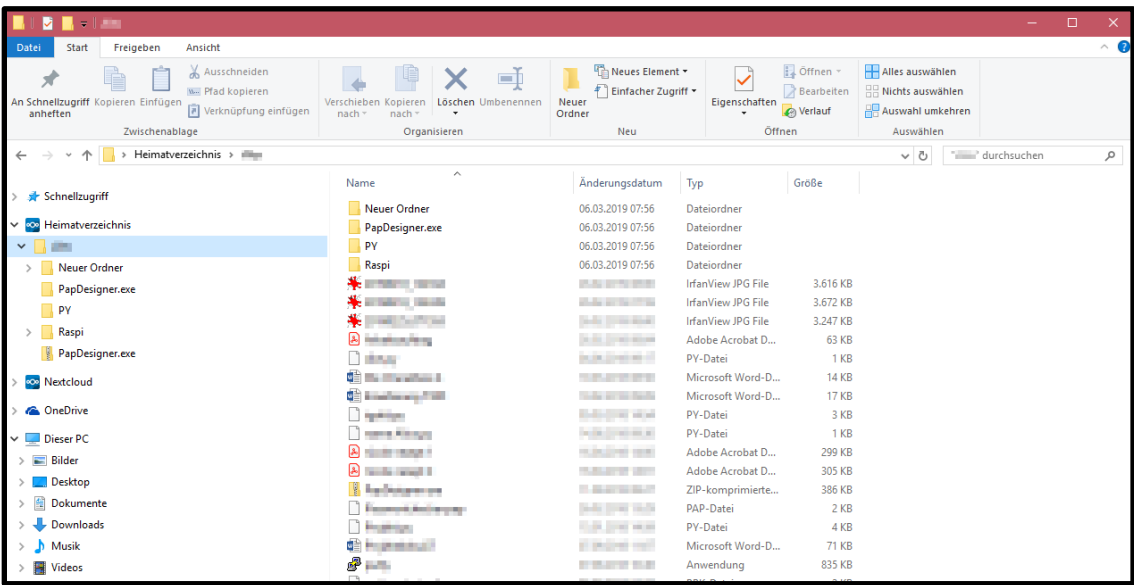 Datei Start Freigeben Ansicht
An Schnellzugriff anheften
Kopieren
Einfügen
Ausschneiden
Pfad kopieren
Verknüpfung einfügen
Zwischenablage
Verschieben nach
Kopieren nach
Löschen
Umbenennen
Organisieren
Neuer Ordner
Neues Element
Einfacher Zugriff
Neu
Eigenschaften
Öffnen
Bearbeiten
Verlauf
Öffnen
Alles auswählen
Nichts auswählen
Auswahl umkehren
Auswählen
Heimatverzeichnis
durchsuchen
Schnellzugriff
Heimatverzeichnis
Neuer Ordner
PapDesigner.exe
PY
Raspi
PapDesigner.exe
Nextcloud
OneDrive
Dieser PC
Bilder
Desktop
Dokumente
Downloads
Musik
Videos
Name Änderungsdatum Typ Größe
Neuer Ordner 06.03.2019 07:56 Dateiordner
PapDesigner.exe 06.03.2019 07:56 Dateiordner
PY 06.03.2019 07:56 Dateiordner
Raspi 06.03.2019 07:56 Dateiordner
IrfanView JPG File 3.616 KB
IrfanView JPG File 3.672 KB
IrfanView JPG File 3.247 KB
Adobe Acrobat D... 63 KB
PY-Datei 1 KB
Microsoft Word-D... 14 KB
Microsoft Word-D... 17 KB
PY-Datei 3 KB
PY-Datei 1 KB
Adobe Acrobat D... 299 KB
Adobe Acrobat D... 305 KB
ZIP-komprimierte... 386 KB
PAP-Datei 2 KB
PY-Datei 4 KB
Microsoft Word-D... 71 KB
Anwendung 835 KB